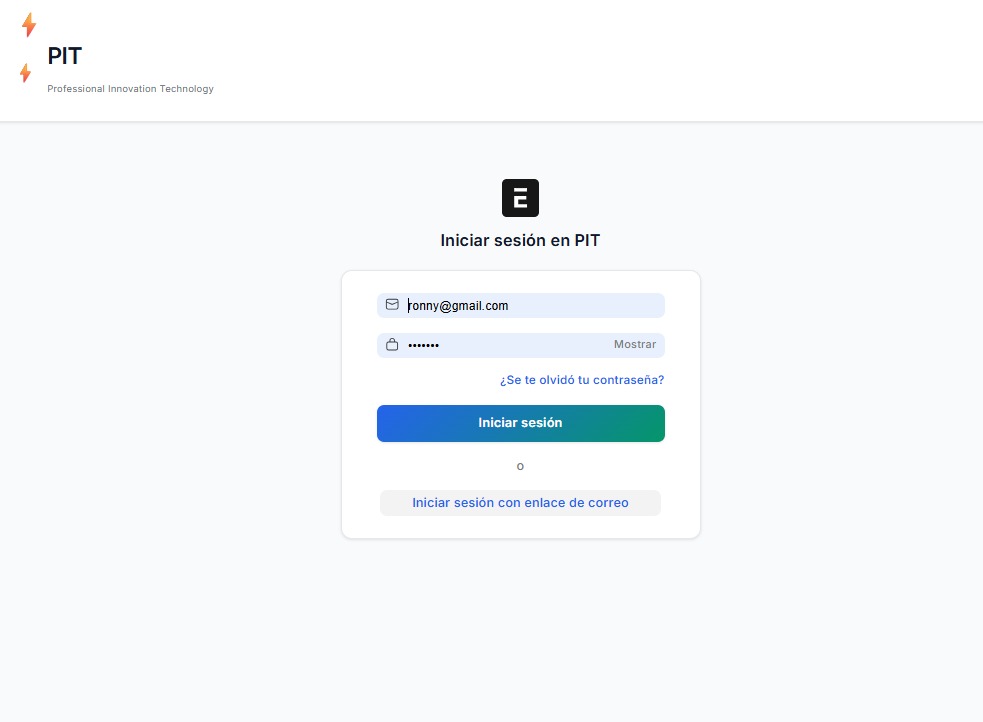 PIT
Professional Innovation Technology
E
Iniciar sesión en PIT
ronny@gmail.com
•••••••
Mostrar
¿Se te olvidó tu contraseña?
Iniciar sesión
o
Iniciar sesión con enlace de correo